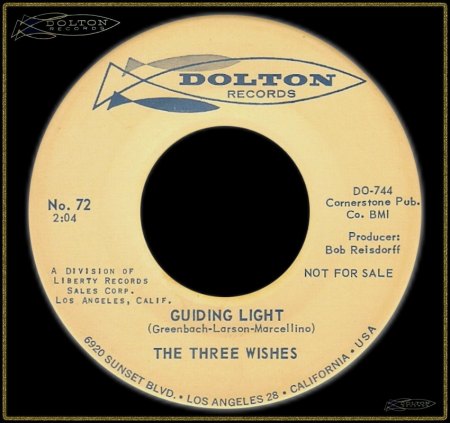 DOLTON
RECORDS
DOLTON
RECORDS
No. 72
2:04
DO-744
Cornerstone Pub.
Co. BMI
Producer:
Bob Reisdorff
NOT FOR SALE
A DIVISION OF
LIBERTY RECORDS
SALES CORP.
LOS ANGELES, CALIF.
GUIDING LIGHT
(Greenbach-Larson-Marcellino)
THE THREE WISHES
6920 SUNSET BLVD. • LOS ANGELES 28 • CALIFORNIA • USA
DOLTON